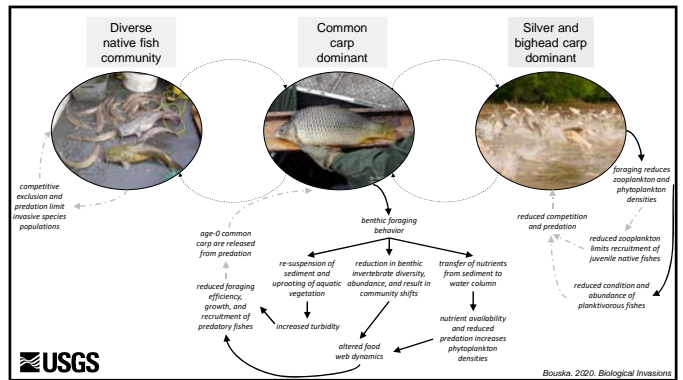 Diverse
native fish
community
Common
carp
dominant
Silver and
bighead carp
dominant
competitive
exclusion and
predation limit
invasive species
populations
age-0 common
carp are released
from predation
reduced foraging
efficiency,
growth, and
recruitment of
predatory fishes
benthic foraging
behavior
re-suspension of
sediment and
uprooting of aquatic
vegetation
increased turbidity
reduction in benthic
invertebrate diversity,
abundance, and result in
community shifts
altered food
web dynamics
transfer of nutrients
from sediment to
water column
nutrient availability
and reduced
predation increases
phytoplankton
densities
foraging reduces
zooplankton and
phytoplankton
densities
reduced competition
and predation
reduced zooplankton
limits recruitment of
juvenile native fishes
reduced condition and
abundance of
planktivorous fishes
USGS
Bouska. 2020. Biological Invasions